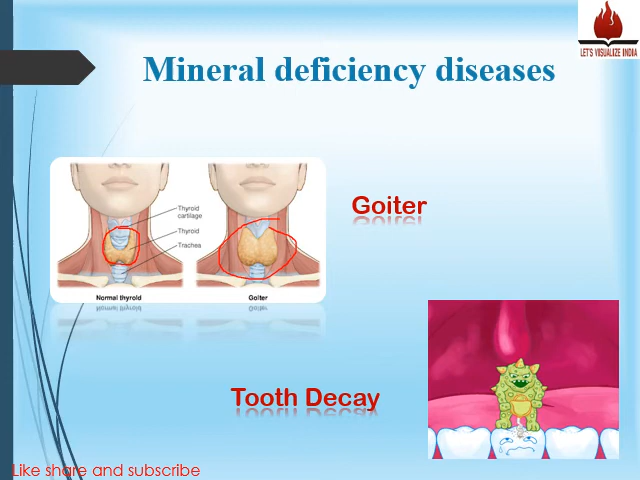 LET'S VISUALIZE INDIA
Mineral deficiency diseases
Thyroid
cartilage
Thyroid
Trachea
Normal thyroid
Goiter
Goiter
Tooth Decay
Like share and subscribe